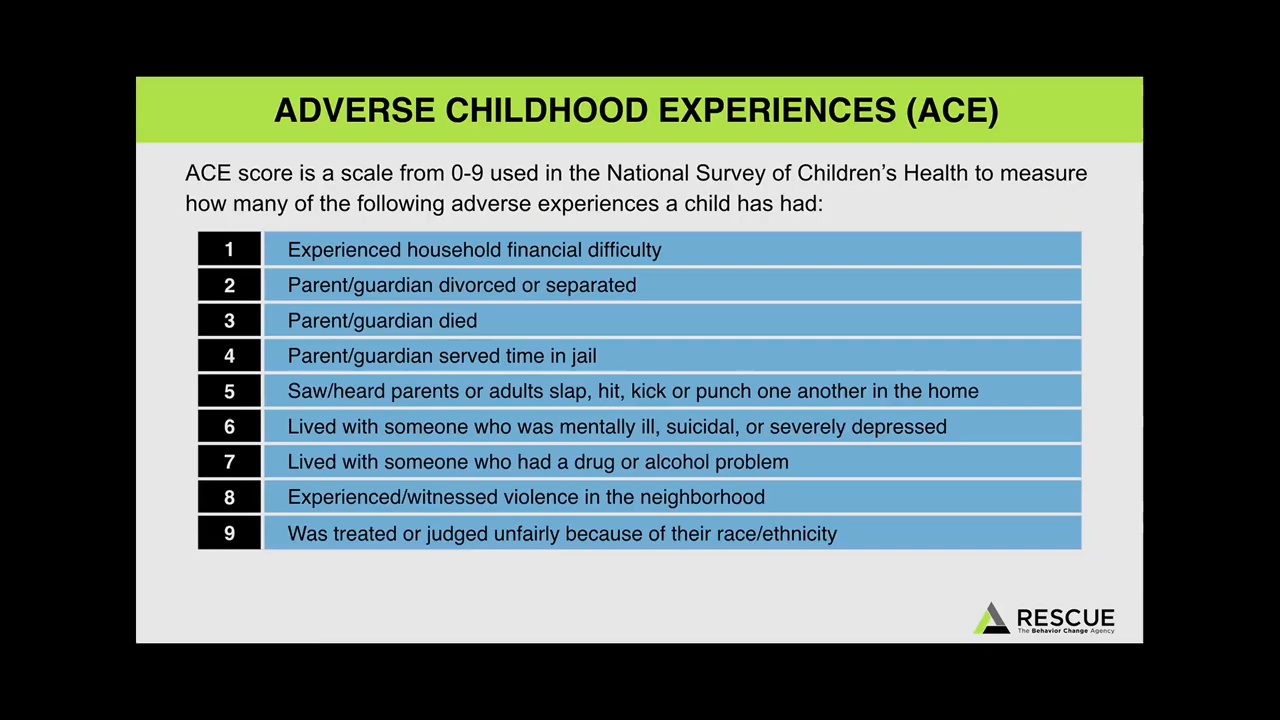 ADVERSE CHILDHOOD EXPERIENCES (ACE)
ACE score is a scale from 0-9 used in the National Survey of Children's Health to measure
how many of the following adverse experiences a child has had:
1 Experienced household financial difficulty
2 Parent/guardian divorced or separated
3 Parent/guardian died
4 Parent/guardian served time in jail
5 Saw/heard parents or adults slap, hit, kick or punch one another in the home
6 Lived with someone who was mentally ill, suicidal, or severely depressed
7 Lived with someone who had a drug or alcohol problem
8 Experienced/witnessed violence in the neighborhood
9 Was treated or judged unfairly because of their race/ethnicity
RESCUE
The Behavior Change Agency